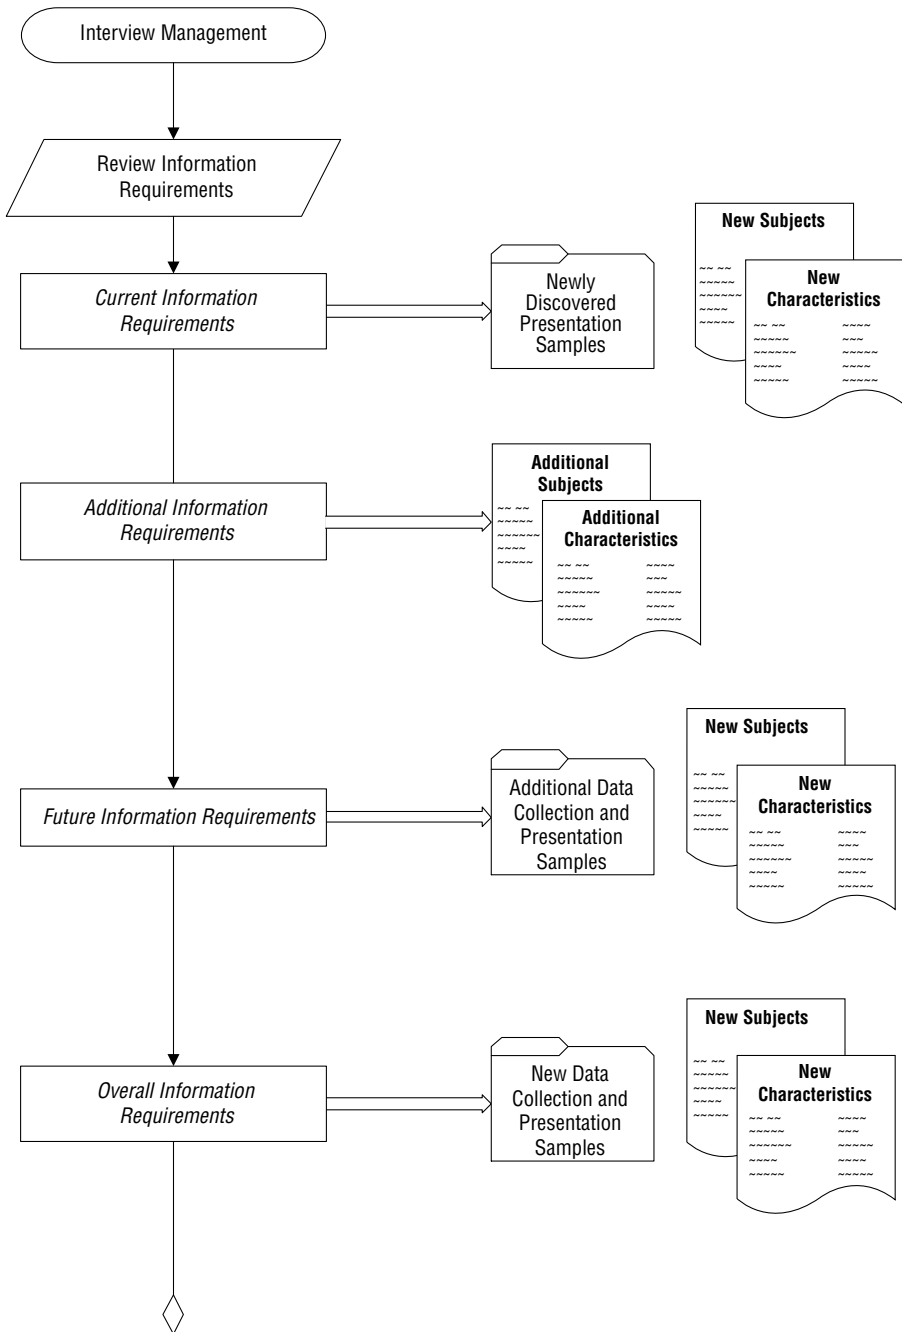 Interview Management
Review Information
Requirements
Current Information
Requirements
Newly
Discovered
Presentation
Samples
New Subjects
~~ ~~
~~~~~
~~~~~~
~~~~
~~~~~
New
Characteristics
~~ ~~ ~~~~
~~~~~ ~~~
~~~~~~ ~~~~~
~~~~ ~~~~
~~~~~ ~~~~~
Additional Information
Requirements
Additional
Subjects
~~ ~~
~~~~~
~~~~~~
~~~~
~~~~~
Additional
Characteristics
~~ ~~ ~~~~
~~~~~ ~~~
~~~~~~ ~~~~~
~~~~ ~~~~
~~~~~ ~~~~~
Future Information Requirements
Additional Data
Collection and
Presentation
Samples
New Subjects
~~ ~~
~~~~~
~~~~~~
~~~~
~~~~~
New
Characteristics
~~ ~~ ~~~~
~~~~~ ~~~
~~~~~~ ~~~~~
~~~~ ~~~~
~~~~~ ~~~~~
Overall Information
Requirements
New Data
Collection and
Presentation
Samples
New Subjects
~~ ~~
~~~~~
~~~~~~
~~~~
~~~~~
New
Characteristics
~~ ~~ ~~~~
~~~~~ ~~~
~~~~~~ ~~~~~
~~~~ ~~~~
~~~~~ ~~~~~